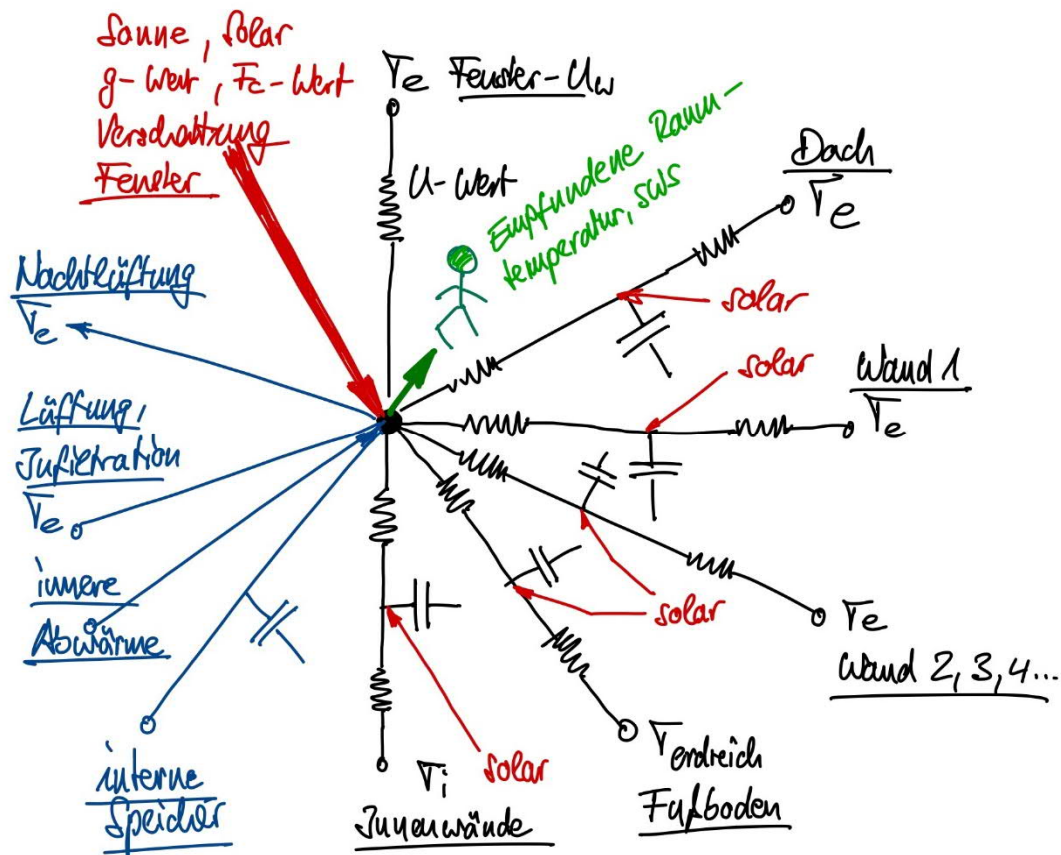 Sonne, Solar
g-Wert, Fc-Wert
Verschattung
Fenster
Te Fenster-Uw
U-Wert
Empfundene Raum-
temperatur, SWS
Dach
Te
solar
Wand 1
Te
solar
Te
Wand 2, 3, 4...
solar
Terdreich
Fußboden
Ti
Innenwände
solar
Nachtlüftung
Te
Lüftung,
Infiltration
Te
innere
Abwärme
interne
Speicher